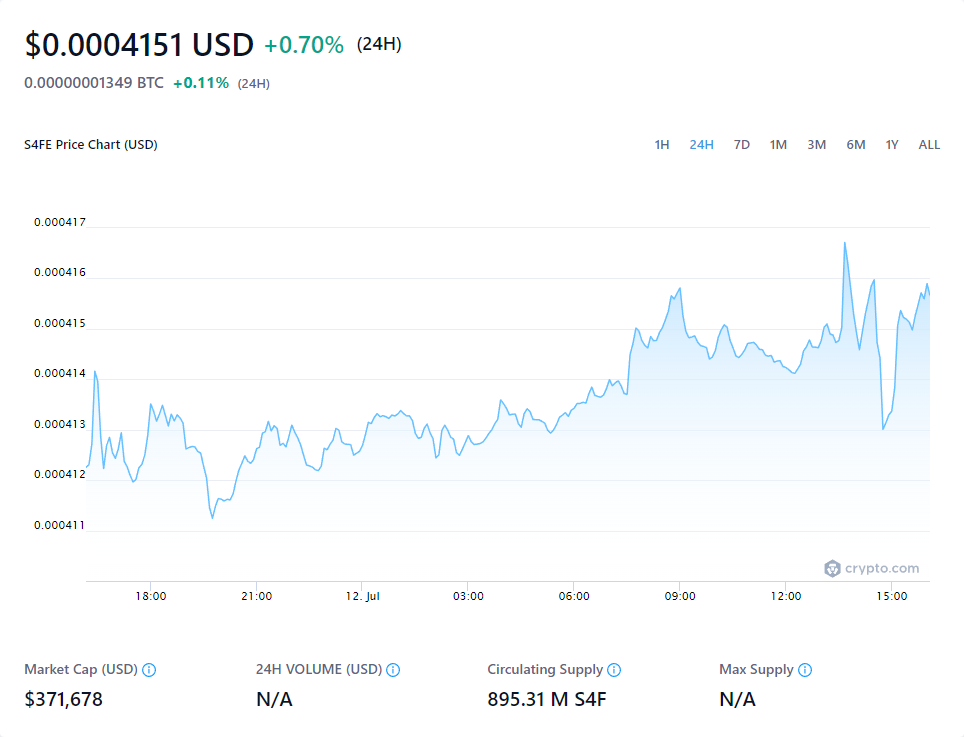 $0.0004151 USD +0.70% (24H)
0.00000001349 BTC +0.11% (24H)
S4FE Price Chart (USD) 1H 24H 7D 1M 3M 6M 1Y ALL
0.000417
0.000416
0.000415
0.000414
0.000413
0.000412
0.000411
crypto.com
18:00 21:00 12. Jul 03:00 06:00 09:00 12:00 15:00
Market Cap (USD) 24H VOLUME (USD) Circulating Supply Max Supply
$371,678 N/A 895.31 M S4F N/A